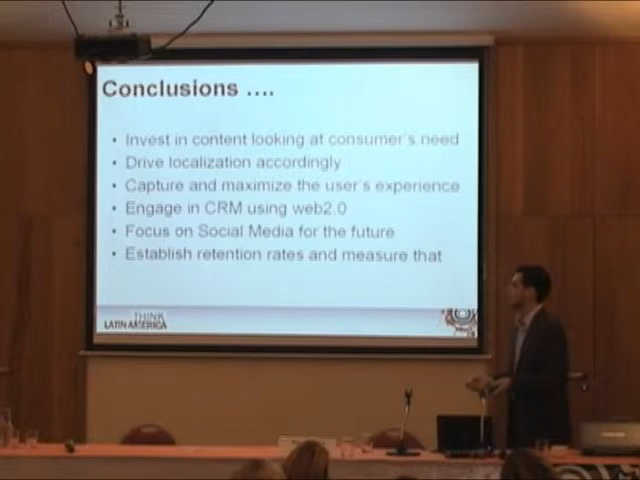 Conclusions ....
• Invest in content looking at consumer's need
• Drive localization accordingly
• Capture and maximize the user's experience
• Engage in CRM using web2.0
• Focus on Social Media for the future
• Establish retention rates and measure that
THINK
LATIN AMERICA